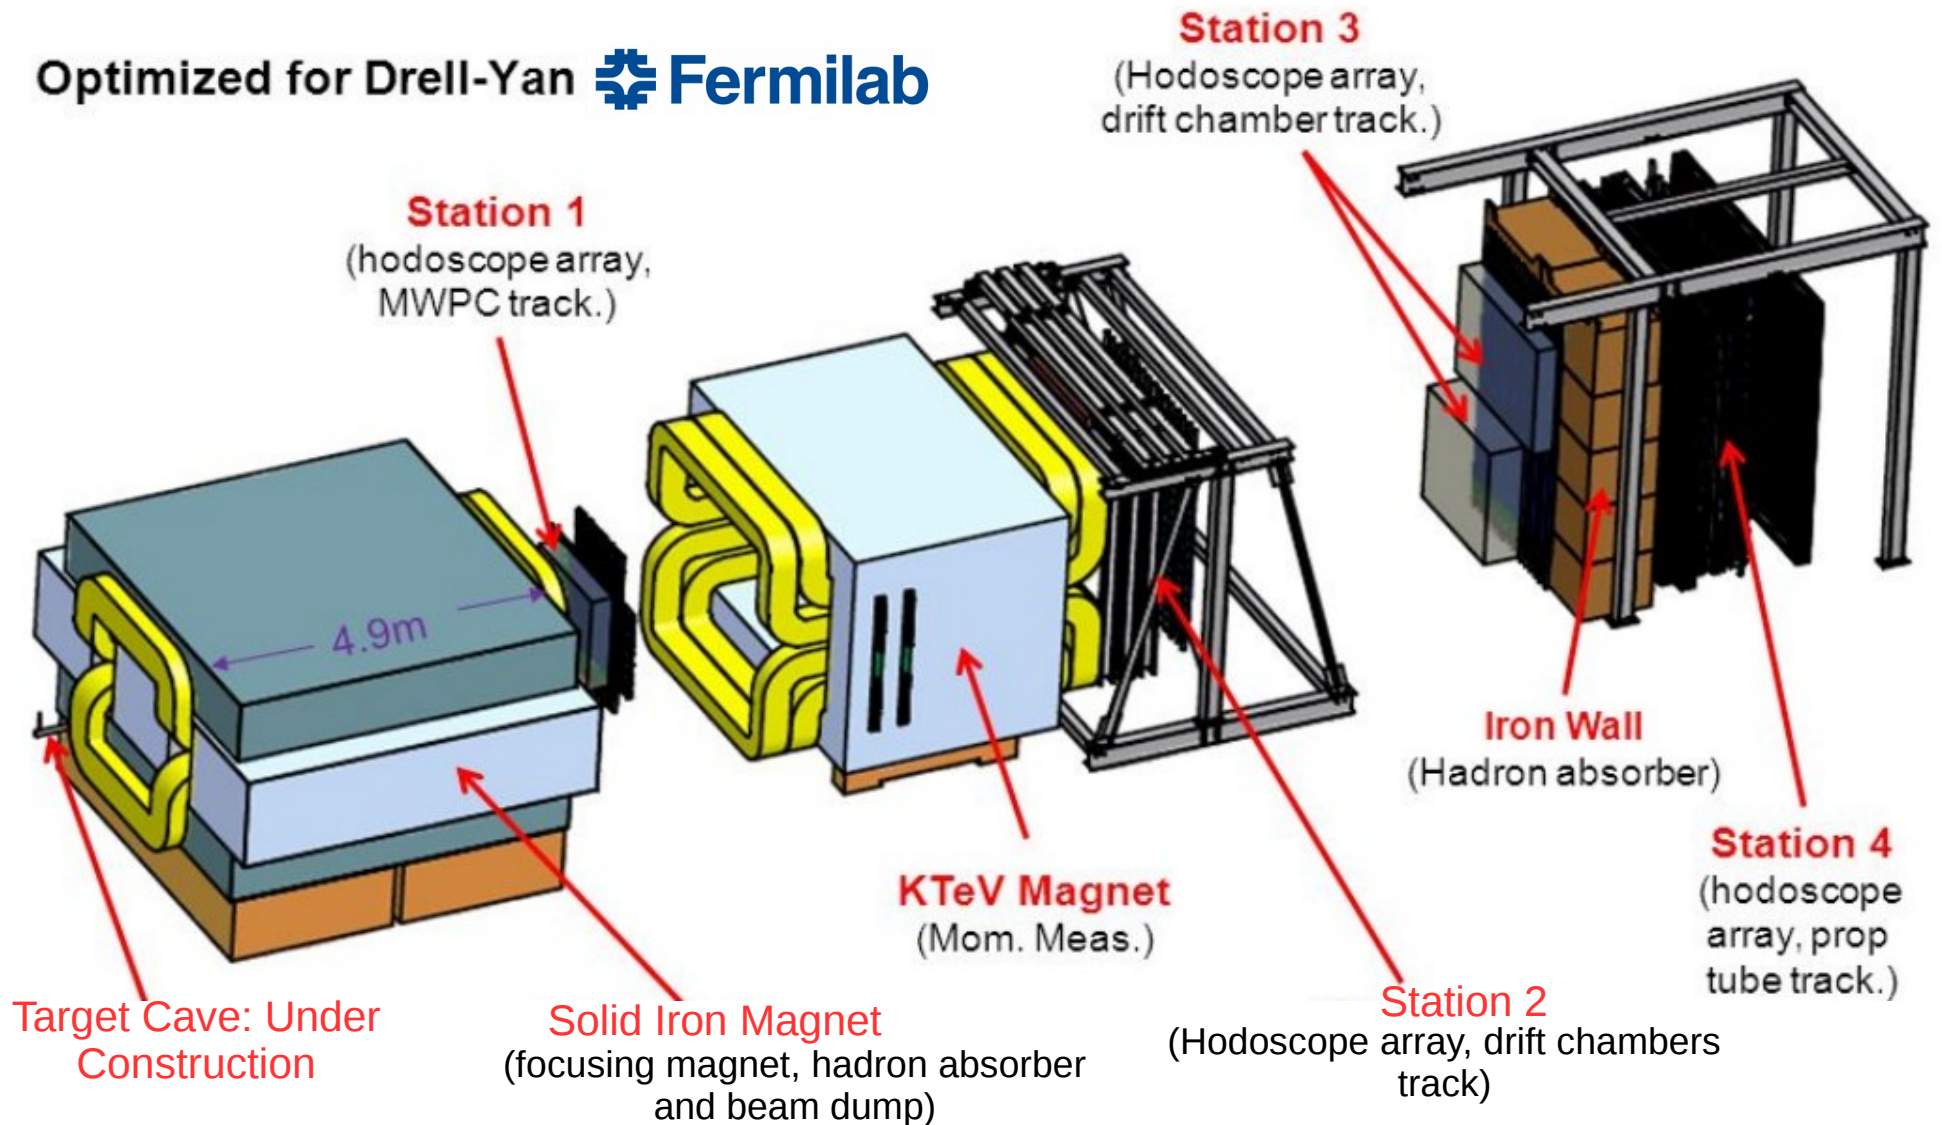 Optimized for Drell-Yan
Fermilab
Station 3
(Hodoscope array,
drift chamber track.)
Station 1
(hodoscope array,
MWPC track.)
4.9m
Iron Wall
(Hadron absorber)
Station 4
(hodoscope
array, prop
tube track.)
KTeV Magnet
(Mom. Meas.)
Target Cave: Under
Construction
Solid Iron Magnet
(focusing magnet, hadron absorber
and beam dump)
Station 2
(Hodoscope array, drift chambers
track)